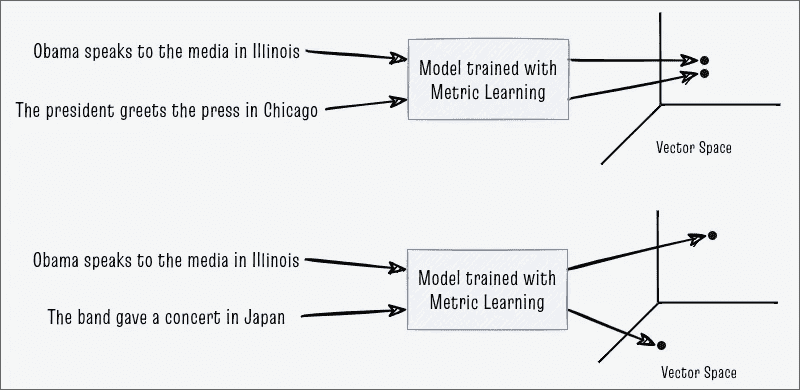 Obama speaks to the media in Illinois
The president greets the press in Chicago
Model trained with
Metric Learning
Vector Space
Obama speaks to the media in Illinois
The band gave a concert in Japan
Model trained with
Metric Learning
Vector Space